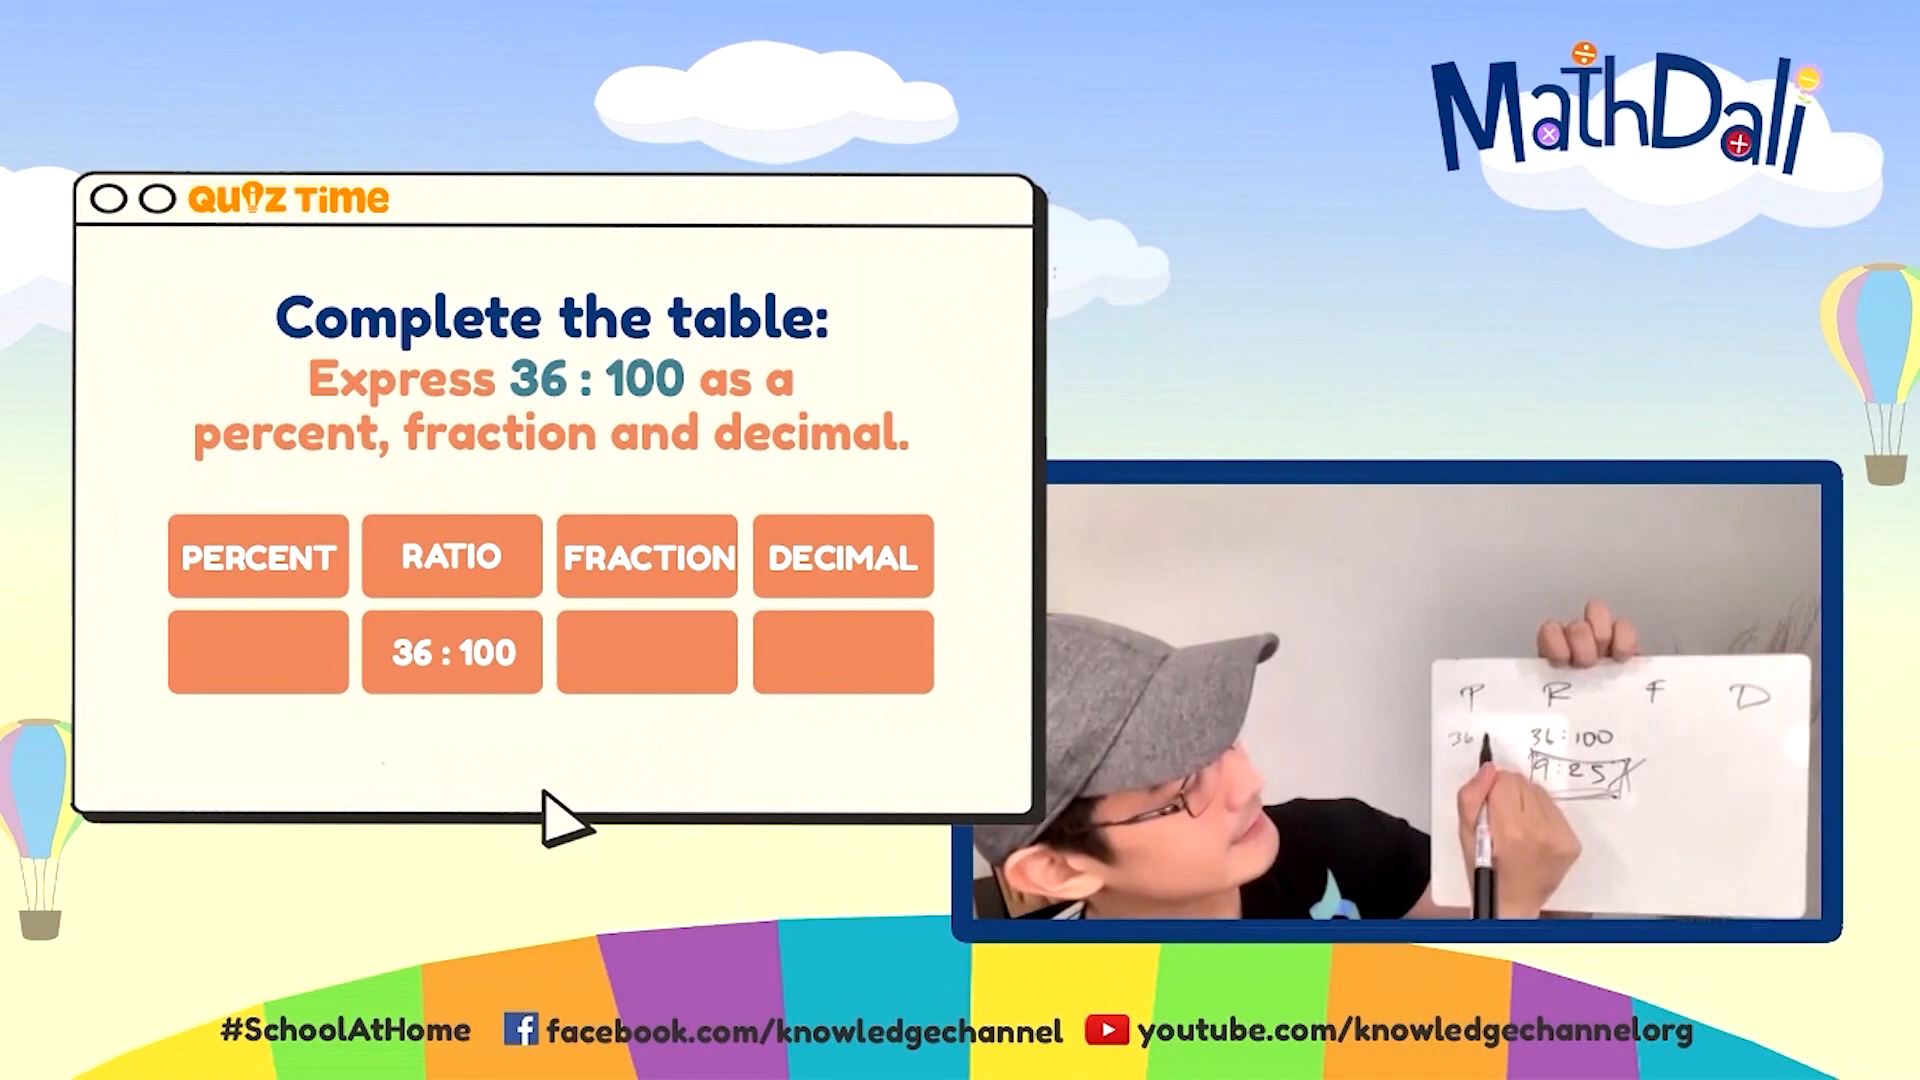 MathDali
QUIZ TIME
Complete the table:
Express 36 : 100 as a
percent, fraction and decimal.
PERCENT RATIO FRACTION DECIMAL
36 : 100
P R F D
36 36:100
9:25
#SchoolAtHome facebook.com/knowledgechannel youtube.com/knowledgechannelorg